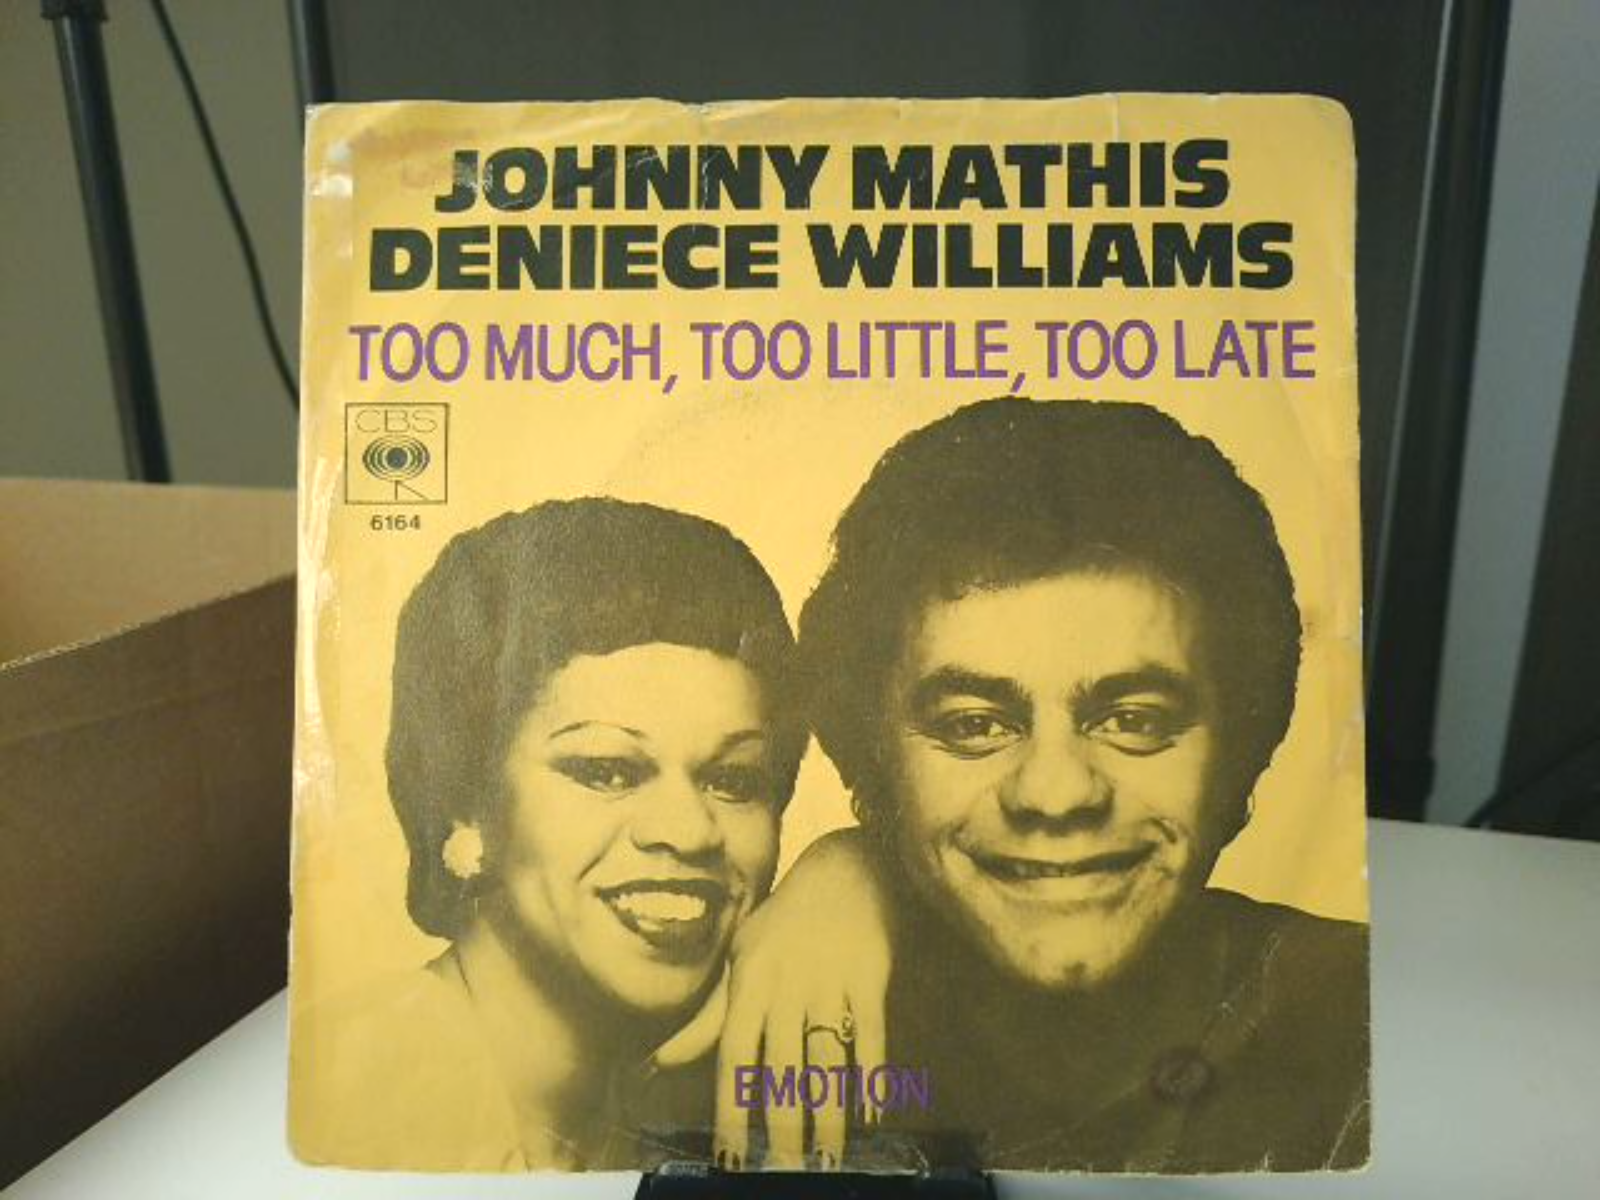 JOHNNY MATHIS
DENIECE WILLIAMS
TOO MUCH, TOO LITTLE, TOO LATE
CBS
6164
EMOTION